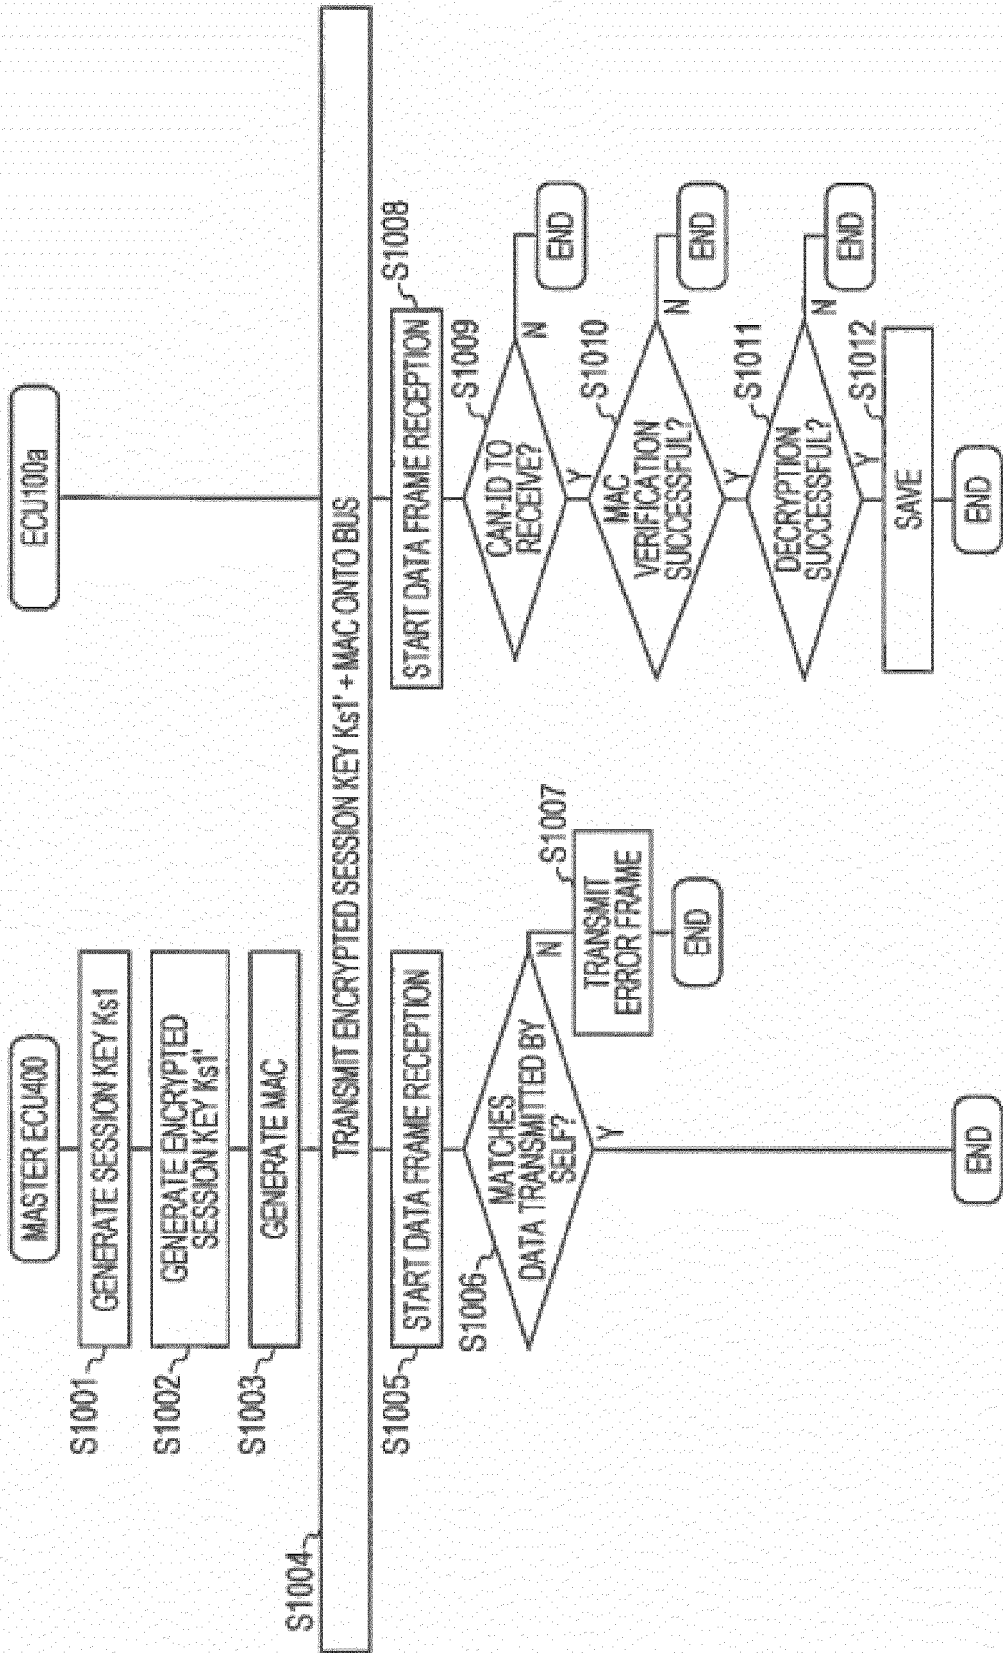 MASTER ECU400
S1001
GENERATE SESSION KEY Ks1
S1002
GENERATE ENCRYPTED
SESSION KEY Ks1'
S1003
GENERATE MAC
ECU100a
S1004
TRANSMIT ENCRYPTED SESSION KEY Ks1' + MAC ONTO BUS
S1005
START DATA FRAME RECEPTION
S1006
MATCHES
DATA TRANSMITTED BY
SELF?
N
S1007
TRANSMIT
ERROR FRAME
END
Y
END
START DATA FRAME RECEPTION
S1008
CAN-ID TO
RECEIVE?
S1009
N
END
Y
MAC
VERIFICATION
SUCCESSFUL?
S1010
N
END
Y
DECRYPTION
SUCCESSFUL?
S1011
N
END
Y
S1012
SAVE
END